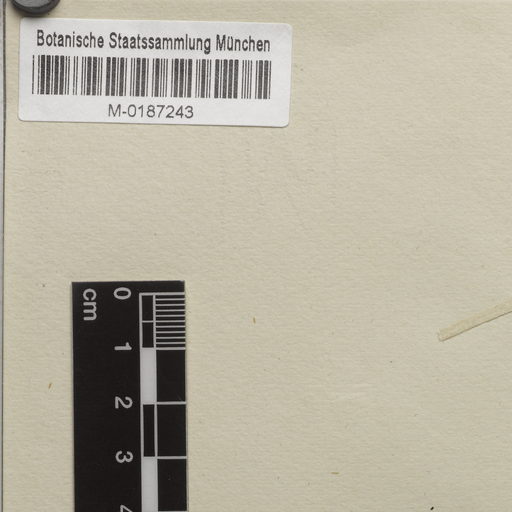 Botanische Staatssammlung München
M-0187243
cm
0
1
2
3
4